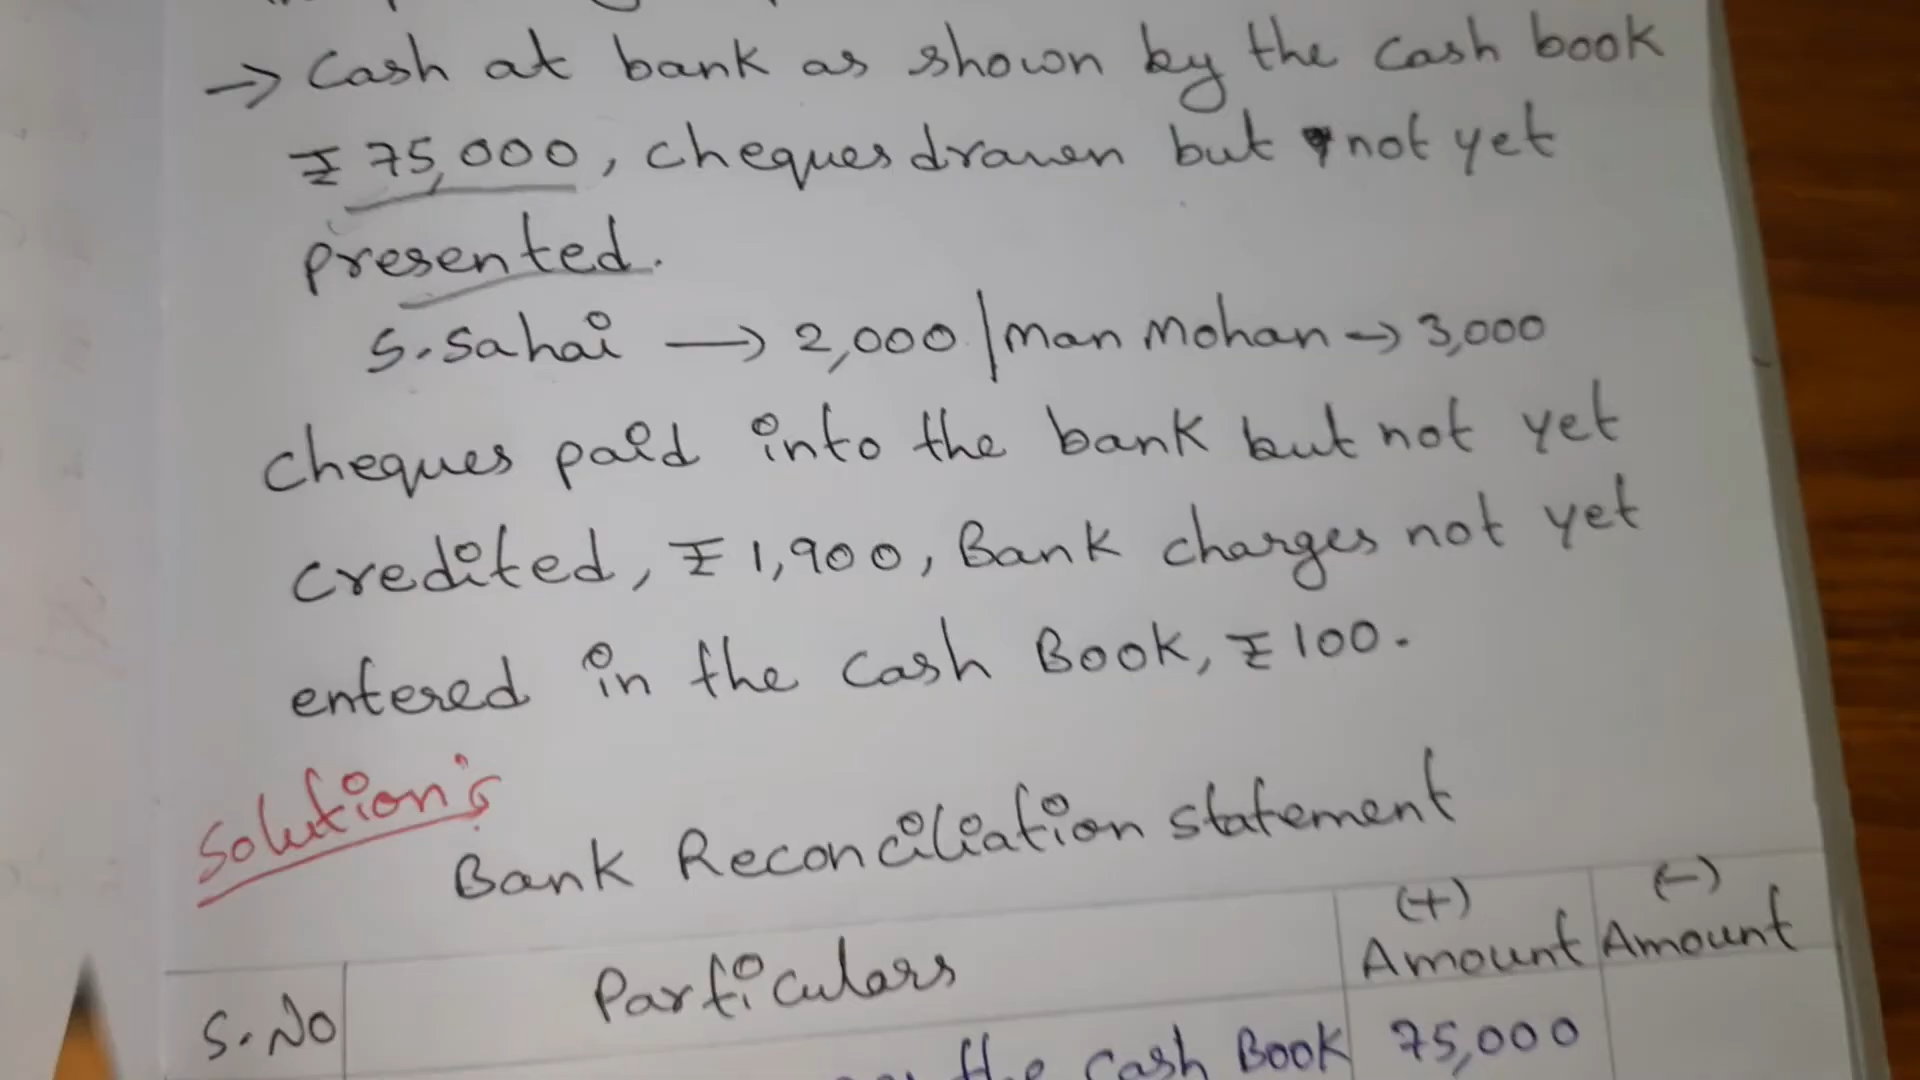 → Cash at bank as shown by the cash book
₹ 75,000, cheques drawen but not yet
presented.
S. Sahai → 2,000 / Man Mohan → 3,000
cheques paid into the bank but not yet
credited, ₹ 1,900, Bank charges not yet
entered in the Cash Book, ₹ 100.
Solution:
Bank Reconciliation statement
(+) (-)
S.No Particulars Amount Amount
the Cash Book 75,000